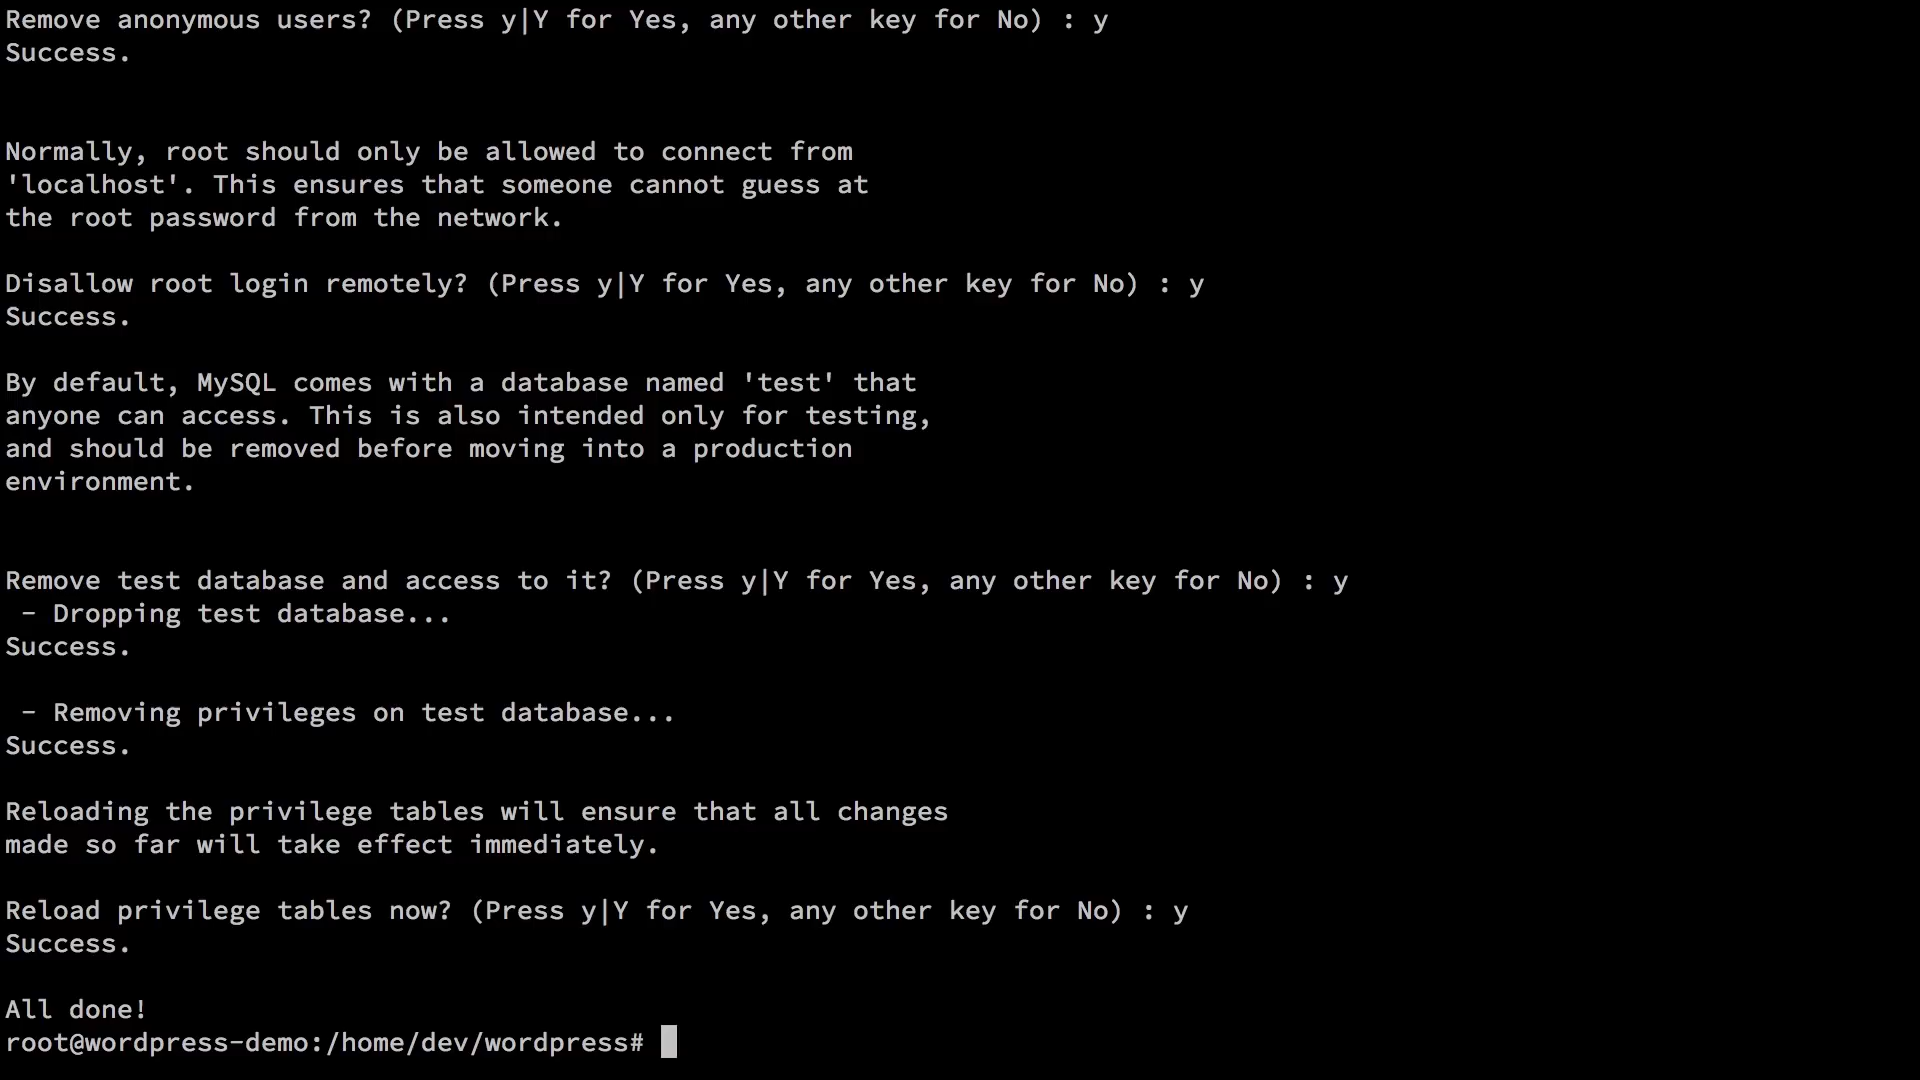 Remove anonymous users? (Press y|Y for Yes, any other key for No) : y
Success.
Normally, root should only be allowed to connect from
'localhost'. This ensures that someone cannot guess at
the root password from the network.
Disallow root login remotely? (Press y|Y for Yes, any other key for No) : y
Success.
By default, MySQL comes with a database named 'test' that
anyone can access. This is also intended only for testing,
and should be removed before moving into a production
environment.
Remove test database and access to it? (Press y|Y for Yes, any other key for No) : y
 - Dropping test database...
Success.
 - Removing privileges on test database...
Success.
Reloading the privilege tables will ensure that all changes
made so far will take effect immediately.
Reload privilege tables now? (Press y|Y for Yes, any other key for No) : y
Success.
All done!
root@wordpress-demo:/home/dev/wordpress#